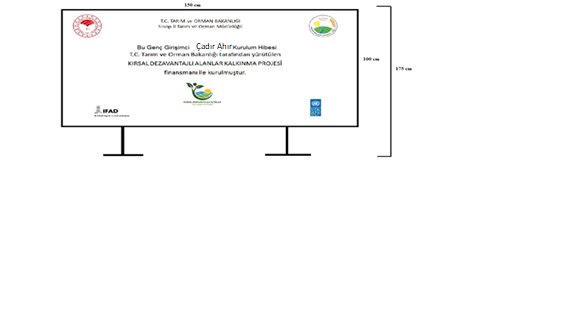 150 cm
T.C. TARIM ve ORMAN BAKANLIĞI
Sinop İl Tarım ve Orman Müdürlüğü
Bu Genç Girişimci Çadır Ahır Kurulum Hibesi
T.C. Tarım ve Orman Bakanlığı tarafından yürütülen
KIRSAL DEZAVANTAJLI ALANLAR KALKINMA PROJESİ
finansmanı ile kurulmuştur.
100 cm
175 cm
IFAD